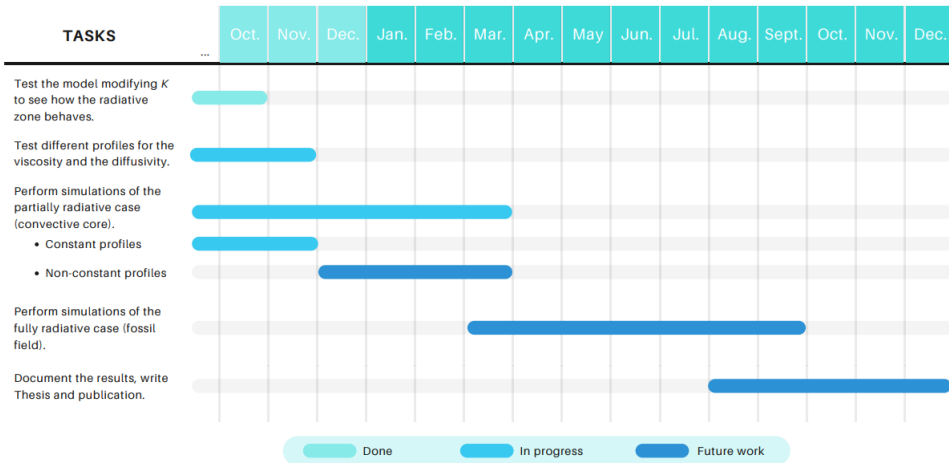 TASKS
...
Oct. Nov. Dec. Jan. Feb. Mar. Apr. May Jun. Jul. Aug. Sept. Oct. Nov. Dec.
Test the model modifying K
to see how the radiative
zone behaves.
Test different profiles for the
viscosity and the diffusivity.
Perform simulations of the
partially radiative case
(convective core).
• Constant profiles
• Non-constant profiles
Perform simulations of the
fully radiative case (fossil
field).
Document the results, write
Thesis and publication.
Done In progress Future work